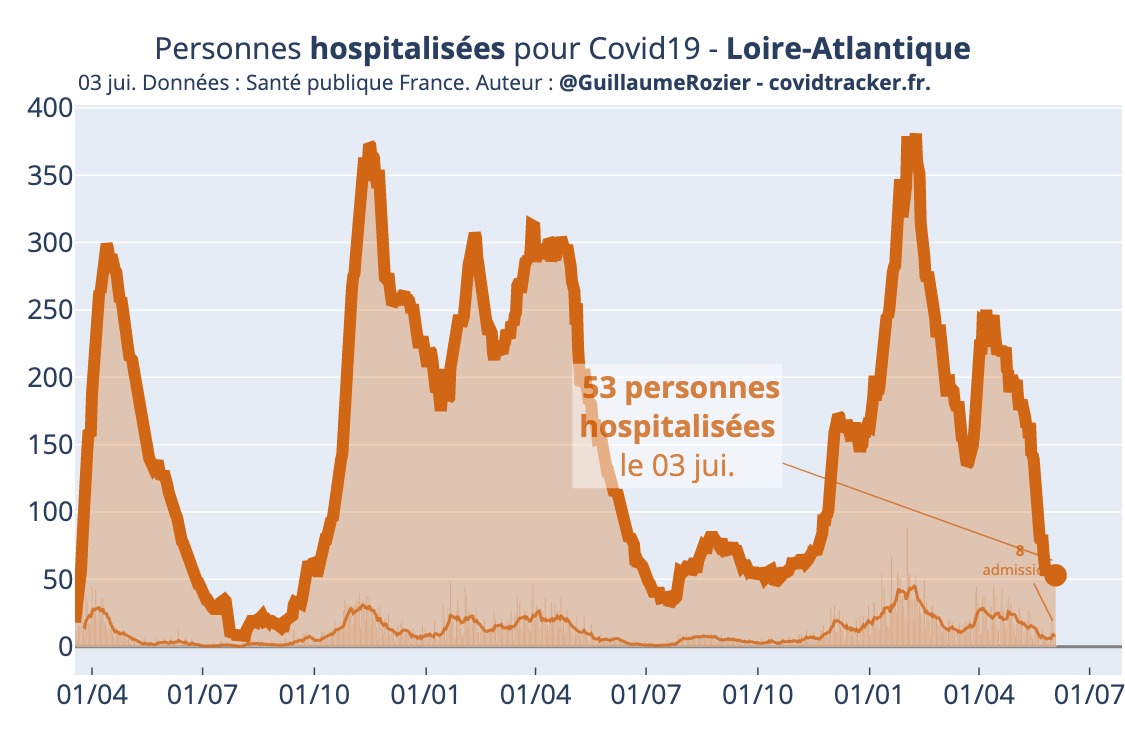 Personnes hospitalisées pour Covid19 - Loire-Atlantique
03 jui. Données : Santé publique France. Auteur : @GuillaumeRozier - covidtracker.fr.
400
350
300
250
200
150
100
50
0
53 personnes
hospitalisées
le 03 jui.
8
admissio
01/04 01/07 01/10 01/01 01/04 01/07 01/10 01/01 01/04 01/07